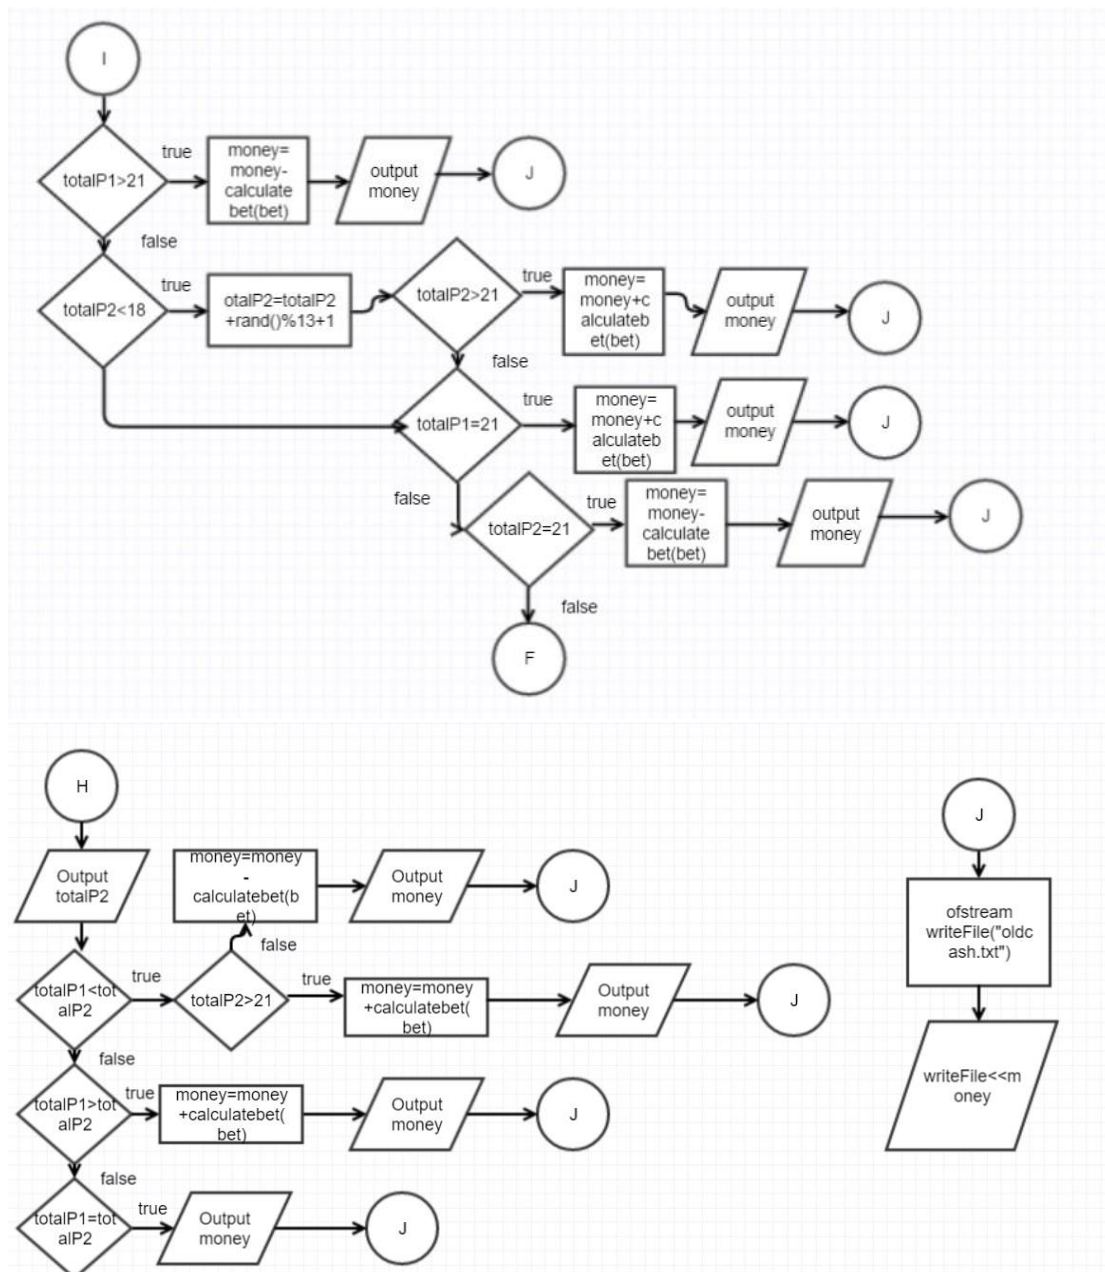 I
totalP1>21
true
money=
money-
calculate
bet(bet)
output
money
J
false
totalP2<18
true
otalP2=totalP2
+rand()%13+1
totalP2>21
true
money=
money+c
alculateb
et(bet)
output
money
J
false
totalP1=21
true
money=
money+c
alculateb
et(bet)
output
money
J
false
totalP2=21
true
money=
money-
calculate
bet(bet)
output
money
J
false
F
H
Output
totalP2
money=money
-
calculatebet(b
et)
Output
money
J
false
totalP1<tot
alP2
true
totalP2>21
true
money=money
+calculatebet(
bet)
Output
money
J
false
totalP1>tot
alP2
true
money=money
+calculatebet(
bet)
Output
money
J
false
totalP1=tot
alP2
true
Output
money
J
J
ofstream
writeFile("oldc
ash.txt")
writeFile<<m
oney